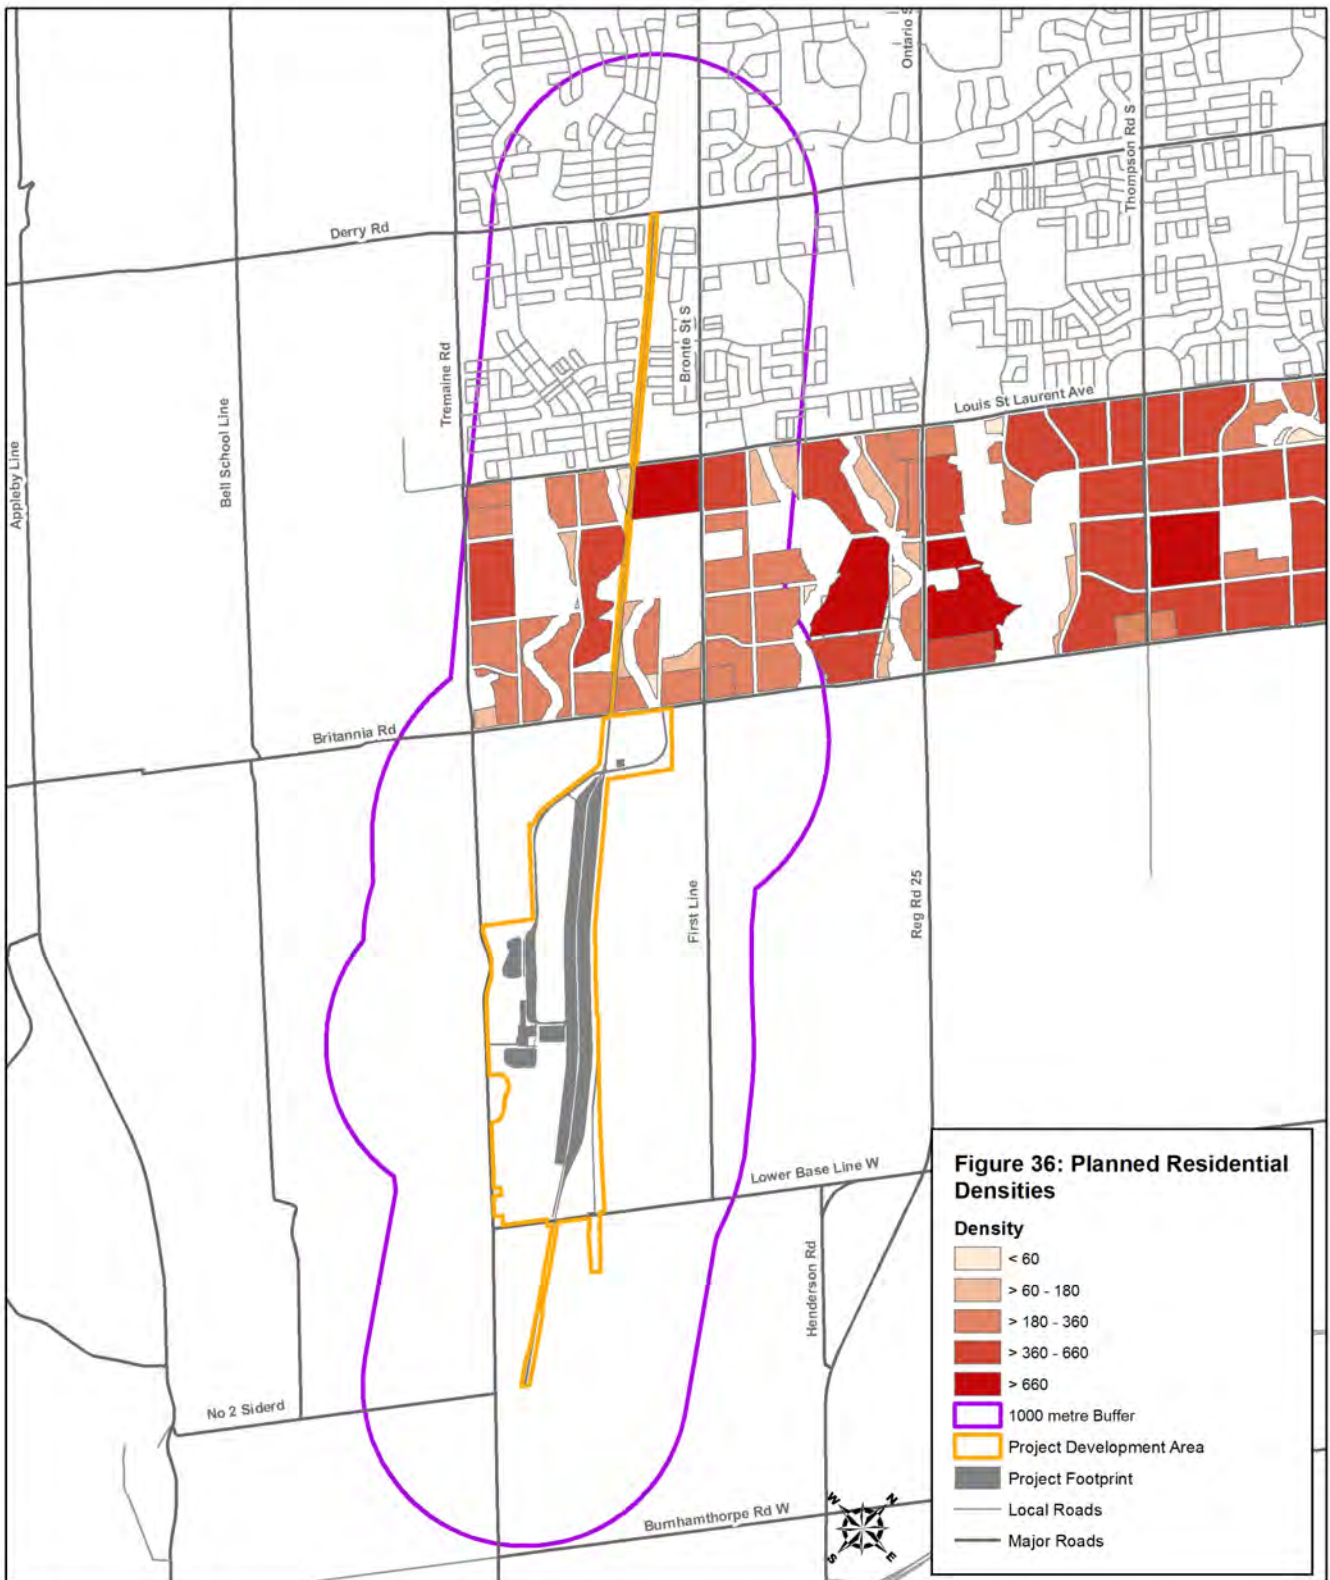 Ontario S
Thompson Rd S
Derry Rd
Bronte St S
Tremaine Rd
Louis St Laurent Ave
Bell School Line
Appleby Line
Britannia Rd
First Line
Reg Rd 25
Lower Base Line W
Henderson Rd
No 2 Siderd
Burnhamthorpe Rd W
W
N
S
E
Figure 36: Planned Residential
Densities
Density
< 60
> 60 - 180
> 180 - 360
> 360 - 660
> 660
1000 metre Buffer
Project Development Area
Project Footprint
Local Roads
Major Roads